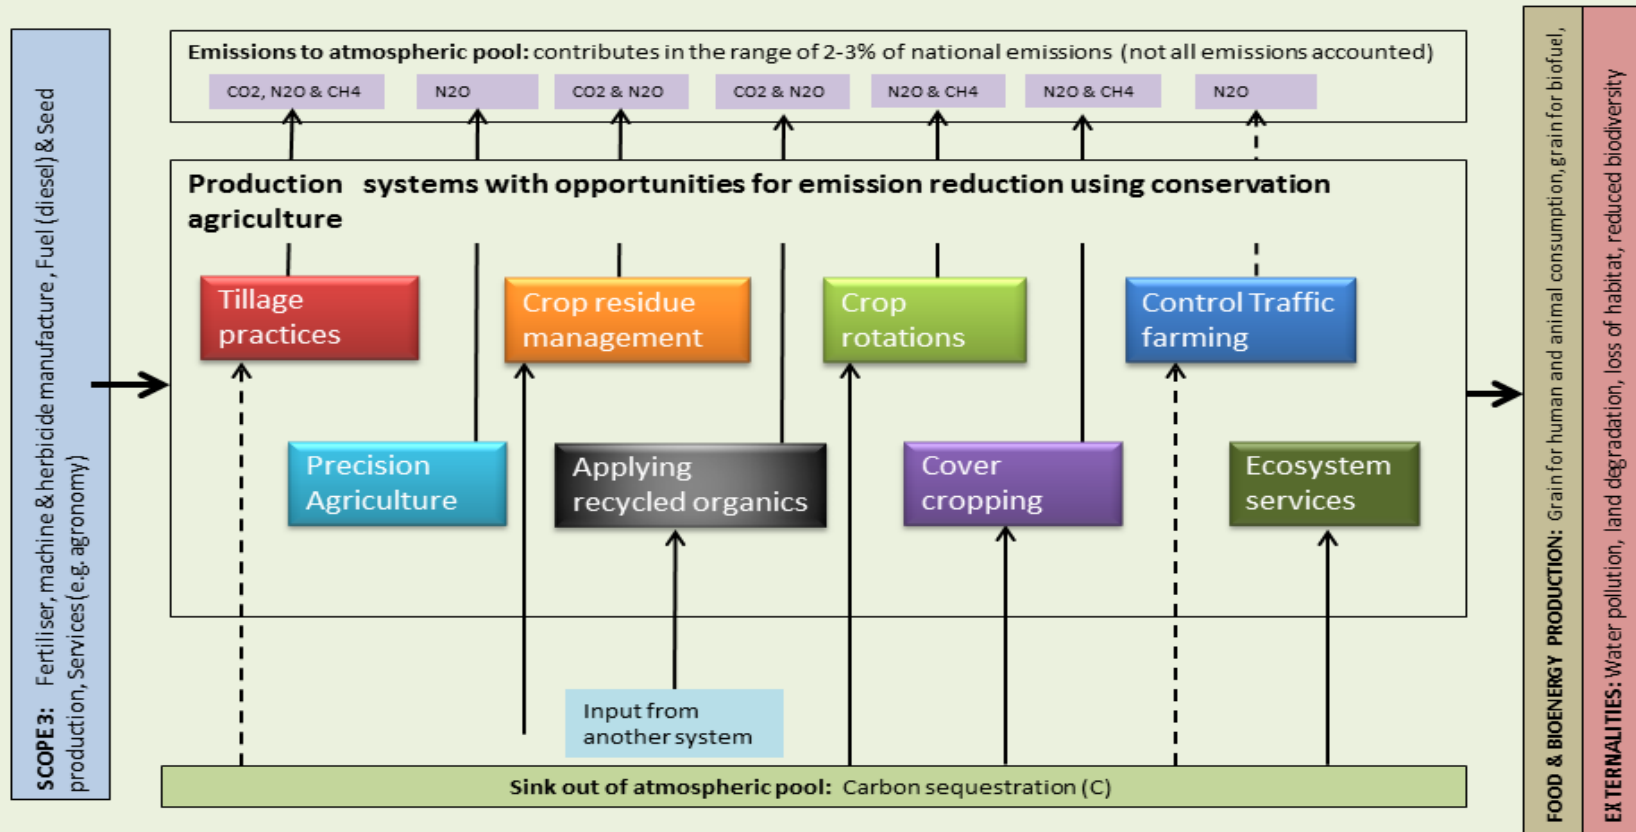 SCOPE 3: Fertiliser, machine & herbicide manufacture, Fuel (diesel) & seed
production, Services (e.g. agronomy)
Emissions to atmospheric pool: contributes in the range of 2-3% of national emissions (not all emissions accounted)
CO2, N2O & CH4
N2O
CO2 & N2O
CO2 & N2O
N2O & CH4
N2O & CH4
N2O
Production systems with opportunities for emission reduction using conservation
agriculture
Tillage
practices
Crop residue
management
Crop
rotations
Control Traffic
farming
Precision
Agriculture
Applying
recycled organics
Cover
cropping
Ecosystem
services
Input from
another system
Sink out of atmospheric pool: Carbon sequestration (C)
FOOD & BIOENERGY PRODUCTION: Grain for human and animal consumption, grain for biofuel,
EXTERNALITIES: Water pollution, land degradation, loss of habitat, reduced biodiversity